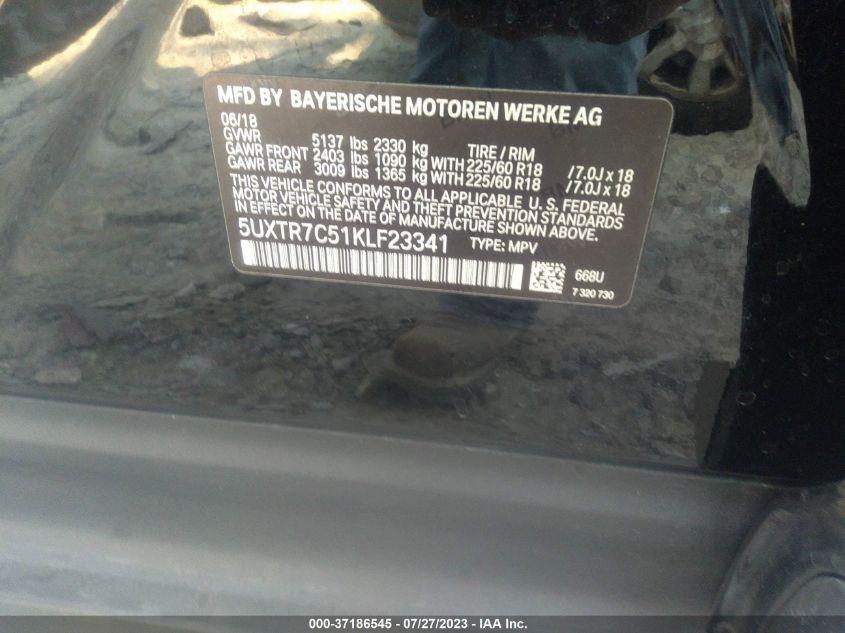 MFD BY BAYERISCHE MOTOREN WERKE AG
06/18
GVWR 5137 lbs 2330 kg TIRE / RIM
GAWR FRONT 2403 lbs 1090 kg WITH 225/60 R18 /7.0J x 18
GAWR REAR 3009 lbs 1365 kg WITH 225/60 R18 /7.0J x 18
THIS VEHICLE CONFORMS TO ALL APPLICABLE U. S. FEDERAL
MOTOR VEHICLE SAFETY AND THEFT PREVENTION STANDARDS
IN EFFECT ON THE DATE OF MANUFACTURE SHOWN ABOVE.
5UXTR7C51KLF23341 TYPE: MPV
668U
7 320 730
000-37186545 - 07/27/2023 - IAA Inc.